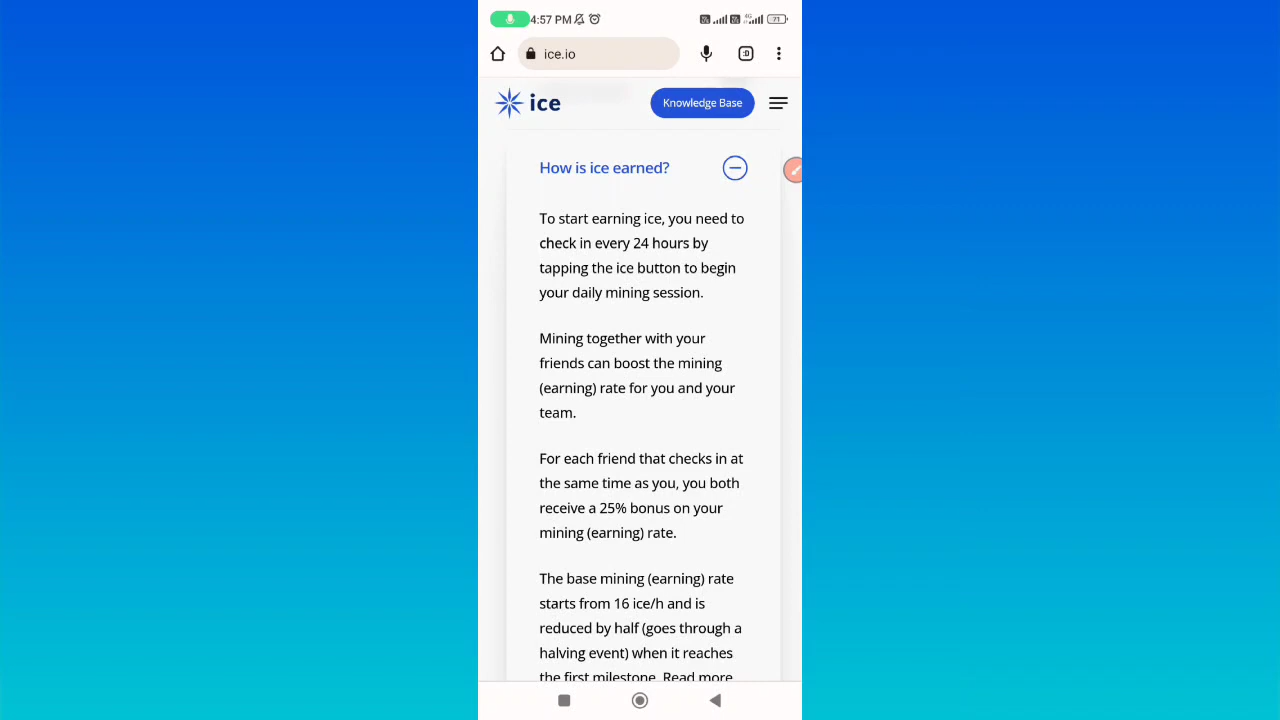 4:57 PM
4G
71
ice.io
:D
ice
Knowledge Base
How is ice earned?
To start earning ice, you need to
check in every 24 hours by
tapping the ice button to begin
your daily mining session.
Mining together with your
friends can boost the mining
(earning) rate for you and your
team.
For each friend that checks in at
the same time as you, you both
receive a 25% bonus on your
mining (earning) rate.
The base mining (earning) rate
starts from 16 ice/h and is
reduced by half (goes through a
halving event) when it reaches
the first milestone. Read more